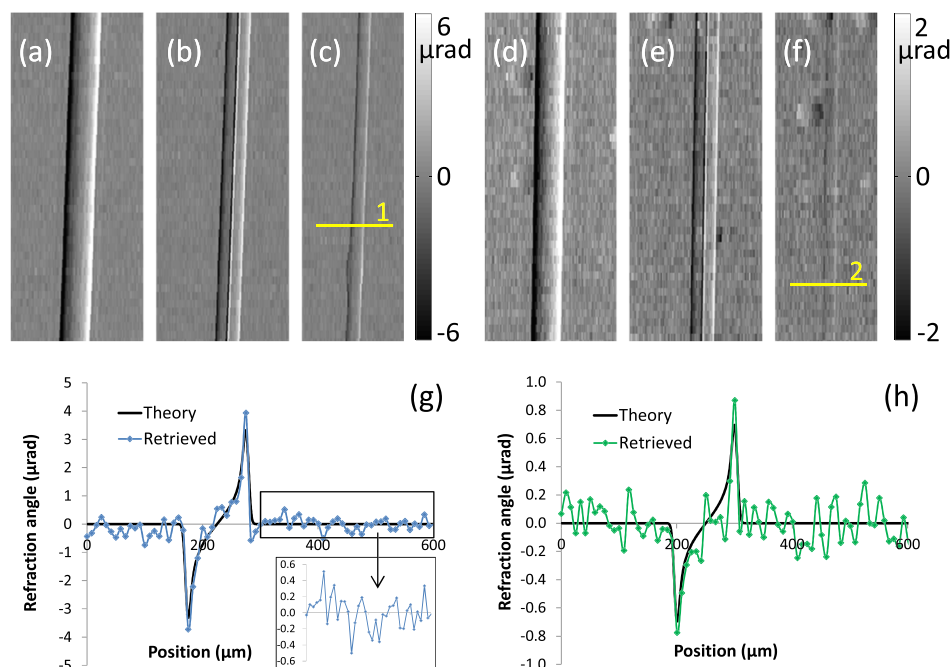 (a) (b) (c) 6 µrad 0 -6
1
(d) (e) (f) 2 µrad 0 -2
2
(g)
Refraction angle (µrad)
5
4
3
2
1
0
-1
-2
-3
-4
-5
Theory
Retrieved
0 200 400 600
Position (µm)
0.6
0.4
0.2
0.0
-0.2
-0.4
-0.6
(h)
Refraction angle (µrad)
1.0
0.8
0.6
0.4
0.2
0.0
-0.2
-0.4
-0.6
-0.8
-1.0
Theory
Retrieved
0 200 400 600
Position (µm)